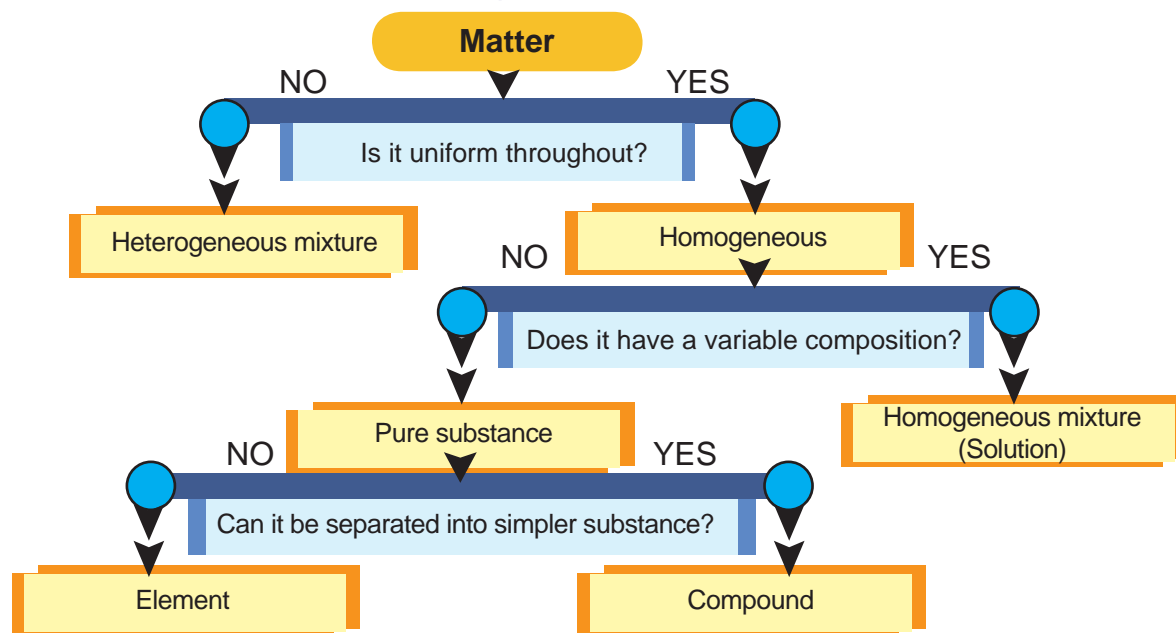 Matter
NO
YES
Is it uniform throughout?
Heterogeneous mixture
Homogeneous
NO
YES
Does it have a variable composition?
Pure substance
Homogeneous mixture
(Solution)
NO
YES
Can it be separated into simpler substance?
Element
Compound